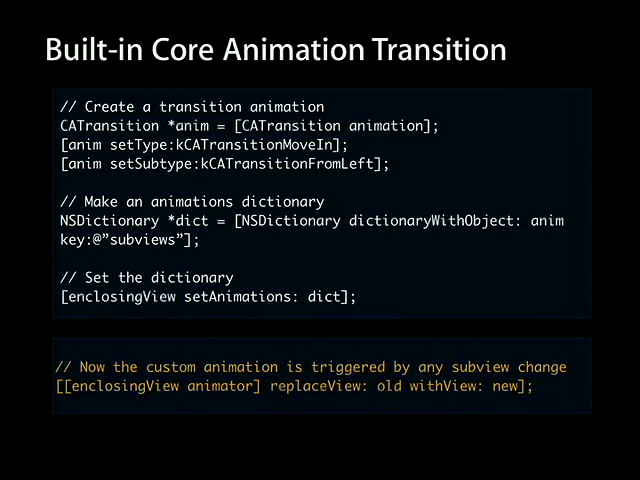 Built-in Core Animation Transition
// Create a transition animation
CATransition *anim = [CATransition animation];
[anim setType:kCATransitionMoveIn];
[anim setSubtype:kCATransitionFromLeft];
// Make an animations dictionary
NSDictionary *dict = [NSDictionary dictionaryWithObject: anim
key:@”subviews”];
// Set the dictionary
[enclosingView setAnimations: dict];
// Now the custom animation is triggered by any subview change
[[enclosingView animator] replaceView: old withView: new];